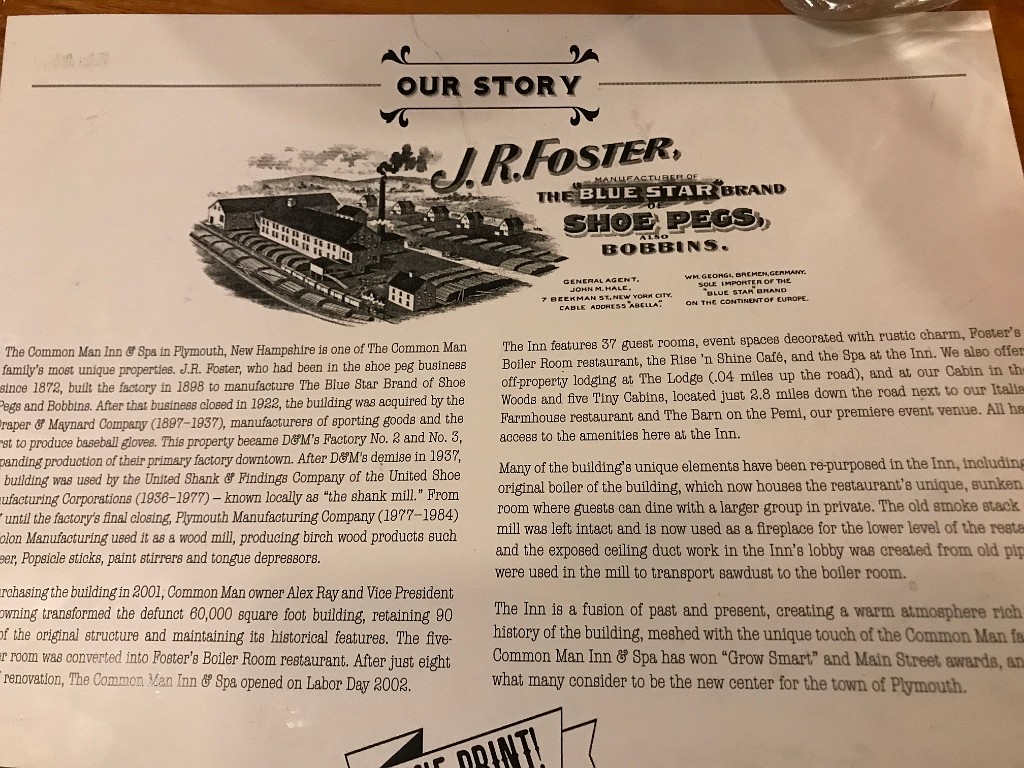 OUR STORY
J.R. FOSTER,
MANUFACTURER OF
THE "BLUE STAR" BRAND
OF
SHOE PEGS,
ALSO
BOBBINS.
GENERAL AGENT,
JOHN M. HALE,
7 BEEKMAN ST, NEW YORK CITY.
CABLE ADDRESS "ABELLA".
WM. GEORGI, BREMEN, GERMANY.
SOLE IMPORTER OF THE
"BLUE STAR" BRAND
ON THE CONTINENT OF EUROPE.
The Common Man Inn & Spa in Plymouth, New Hampshire is one of The Common Man
family's most unique properties. J.R. Foster, who had been in the shoe peg business
since 1872, built the factory in 1898 to manufacture The Blue Star Brand of Shoe
Pegs and Bobbins. After that business closed in 1922, the building was acquired by the
raper & Maynard Company (1897–1937), manufacturers of sporting goods and the
rst to produce baseball gloves. This property became D&M's Factory No. 2 and No. 3,
panding production of their primary factory downtown. After D&M's demise in 1937,
building was used by the United Shank & Findings Company of the United Shoe
ufacturing Corporations (1936–1977) – known locally as "the shank mill." From
until the factory's final closing, Plymouth Manufacturing Company (1977–1984)
olon Manufacturing used it as a wood mill, producing birch wood products such
eer, Popsicle sticks, paint stirrers and tongue depressors.
rchasing the building in 2001, Common Man owner Alex Ray and Vice President
owning transformed the defunct 60,000 square foot building, retaining 90
of the original structure and maintaining its historical features. The five-
r room was converted into Foster's Boiler Room restaurant. After just eight
renovation, The Common Man Inn & Spa opened on Labor Day 2002.
The Inn features 37 guest rooms, event spaces decorated with rustic charm, Foster's
Boiler Room restaurant, the Rise 'n Shine Café, and the Spa at the Inn. We also offer
off-property lodging at The Lodge (.04 miles up the road), and at our Cabin in the
Woods and five Tiny Cabins, located just 2.8 miles down the road next to our Italia
Farmhouse restaurant and The Barn on the Pemi, our premiere event venue. All ha
access to the amenities here at the Inn.
Many of the building's unique elements have been re-purposed in the Inn, including
original boiler of the building, which now houses the restaurant's unique, sunken
room where guests can dine with a larger group in private. The old smoke stack
mill was left intact and is now used as a fireplace for the lower level of the resta
and the exposed ceiling duct work in the Inn's lobby was created from old pip
were used in the mill to transport sawdust to the boiler room.
The Inn is a fusion of past and present, creating a warm atmosphere rich
history of the building, meshed with the unique touch of the Common Man fa
Common Man Inn & Spa has won "Grow Smart" and Main Street awards, an
what many consider to be the new center for the town of Plymouth.
PRINT!